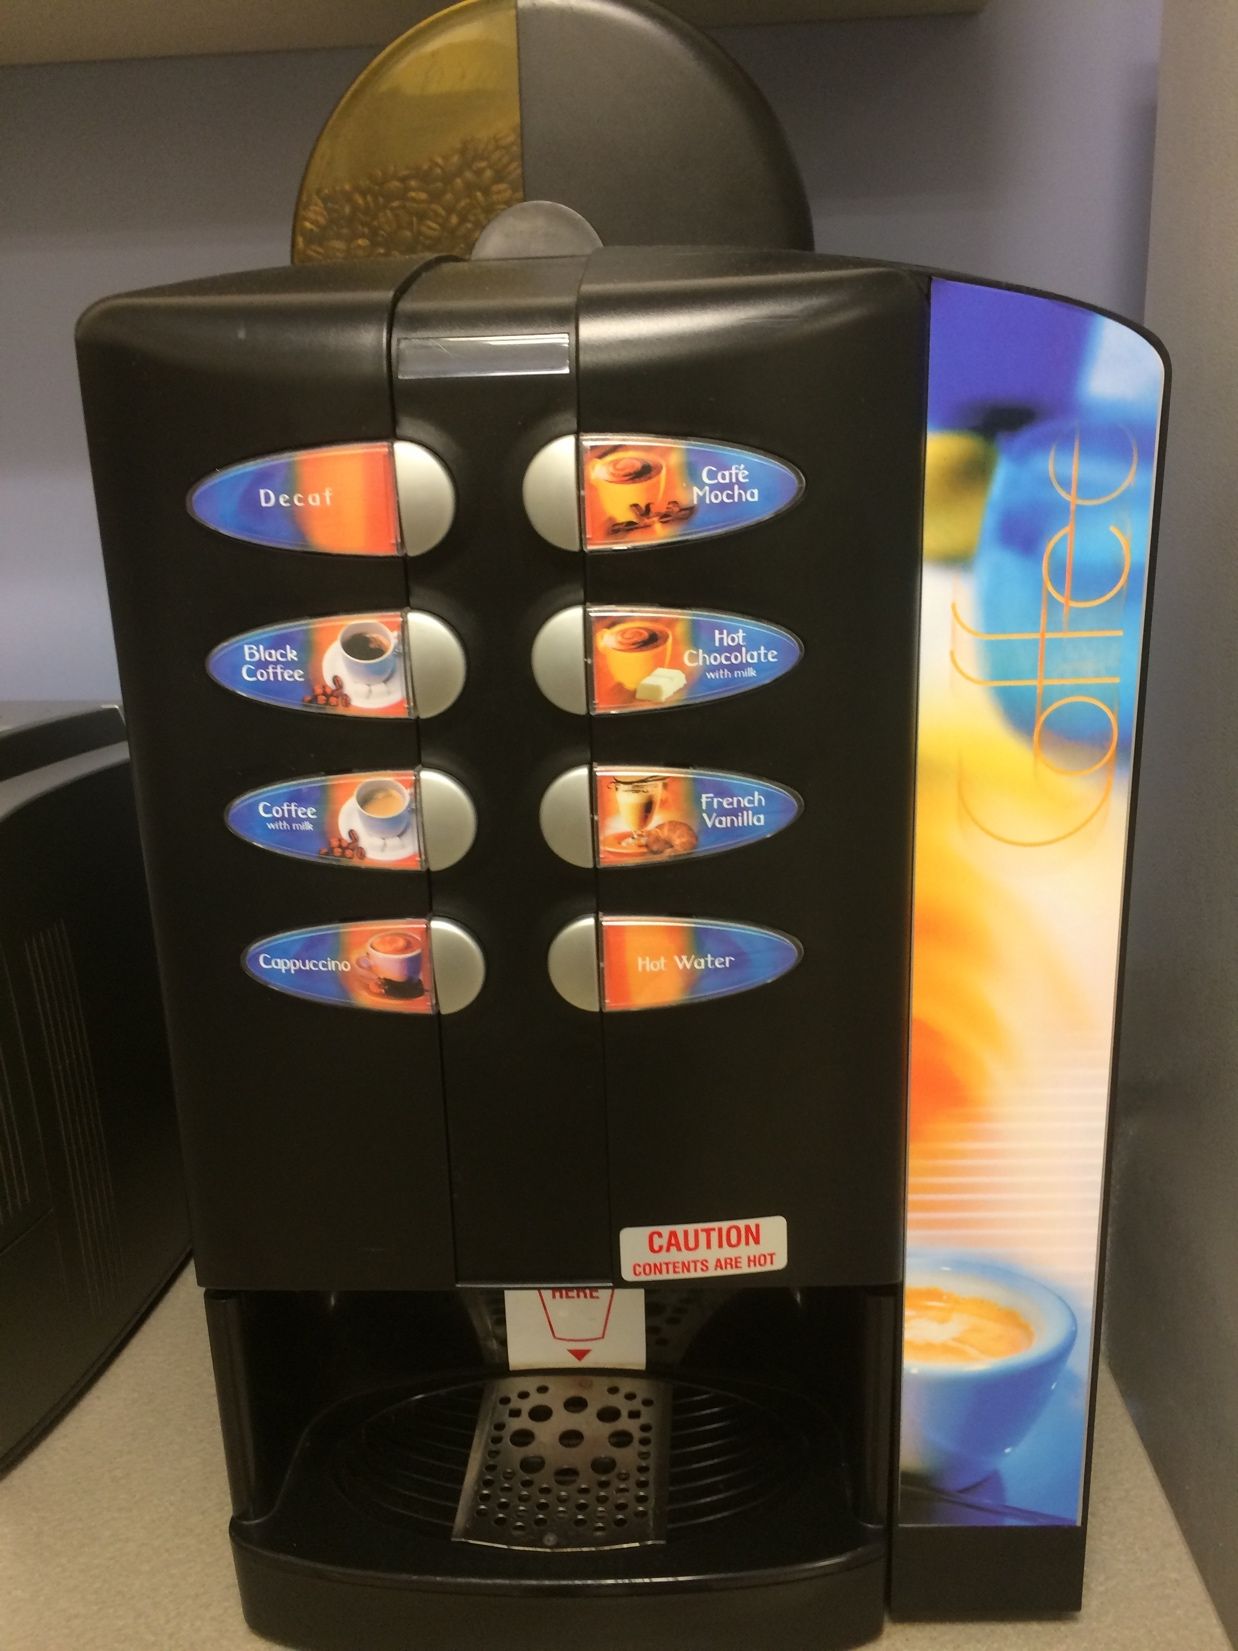 Decaf
Café
Mocha
Black
Coffee
Hot
Chocolate
with milk
Coffee
with milk
French
Vanilla
Cappuccino
Hot Water
Coffee
CAUTION
CONTENTS ARE HOT
HERE